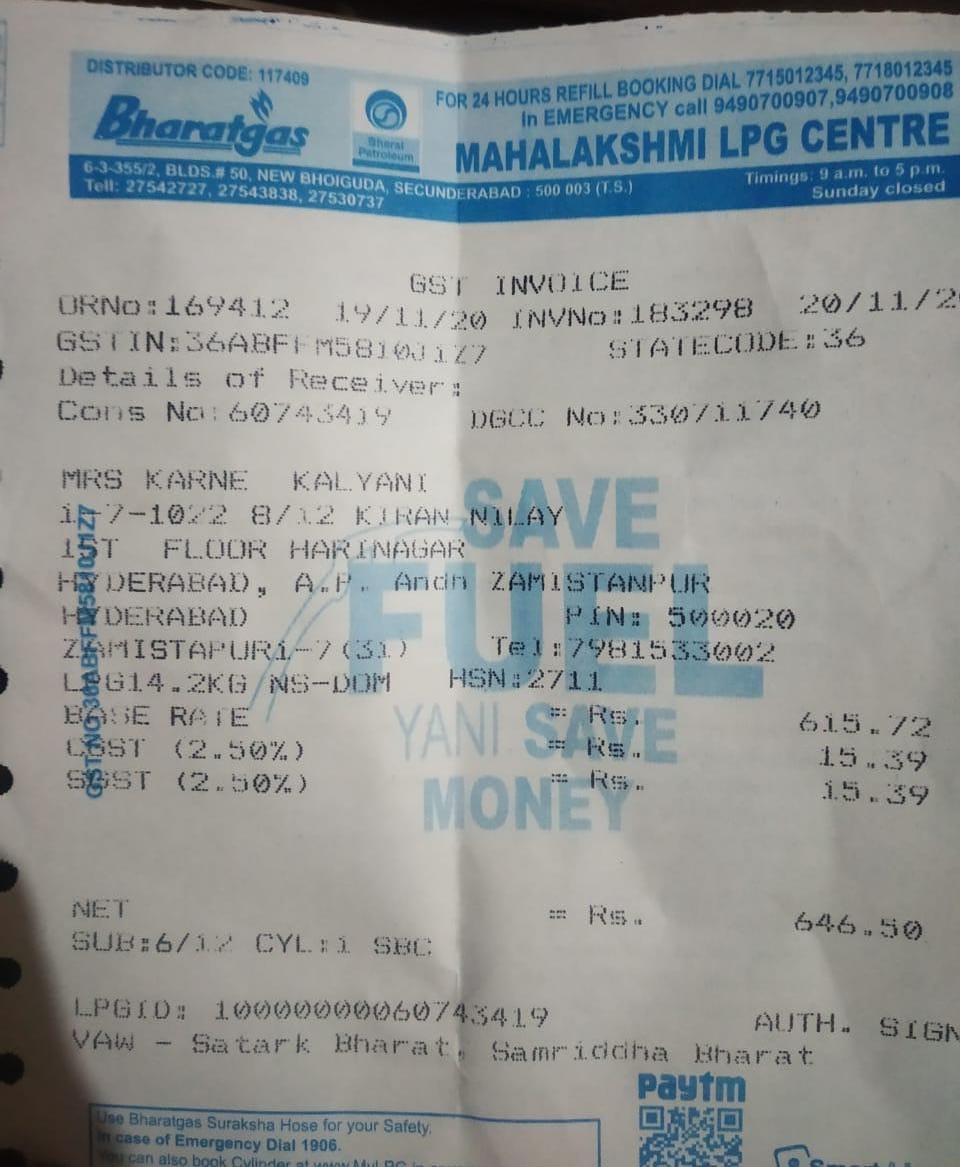 DISTRIBUTOR CODE: 117409
FOR 24 HOURS REFILL BOOKING DIAL 7715012345, 7718012345
In EMERGENCY call 9490700907,9490700908
Bharatgas
Bharat
Petroleum
MAHALAKSHMI LPG CENTRE
6-3-355/2, BLDS.# 50, NEW BHOIGUDA, SECUNDERABAD : 500 003 (T.S.)
Tell: 27542727, 27543838, 27530737
Timings: 9 a.m. to 5 p.m.
Sunday closed
GST INVOICE
ORNo:169412 19/11/20 INVNo:183298 20/11/20
GSTIN:36ABFFM5810J1Z7 STATECODE:36
Details of Receiver:
Cons No:60743419 DGCC No:330711740
MRS KARNE KALYANI
1-7-1022 8/12 KIRAN NILAY
1ST FLOOR HARINAGAR
HYDERABAD, A.P. Andh ZAMISTANPUR
HYDERABAD PIN: 500020
ZAMISTAPUR1-7(31) Tel:7981533002
LPG14.2KG NS-DOM HSN:2711
BASE RATE = Rs. 615.72
CGST (2.50%) = Rs. 15.39
SGST (2.50%) = Rs. 15.39
SAVE
FUEL
YANI SAVE
MONEY
GST NO 36ABFFM5810J1Z7
NET = Rs. 646.50
SUB:6/12 CYL:1 SBC
LPGID: 10000000060743419
AUTH. SIGN
VAW - Satark Bharat, Samriddha Bharat
paytm
Use Bharatgas Suraksha Hose for your Safety.
In case of Emergency Dial 1906.
You can also book Cylinder at www.MyLPG.in